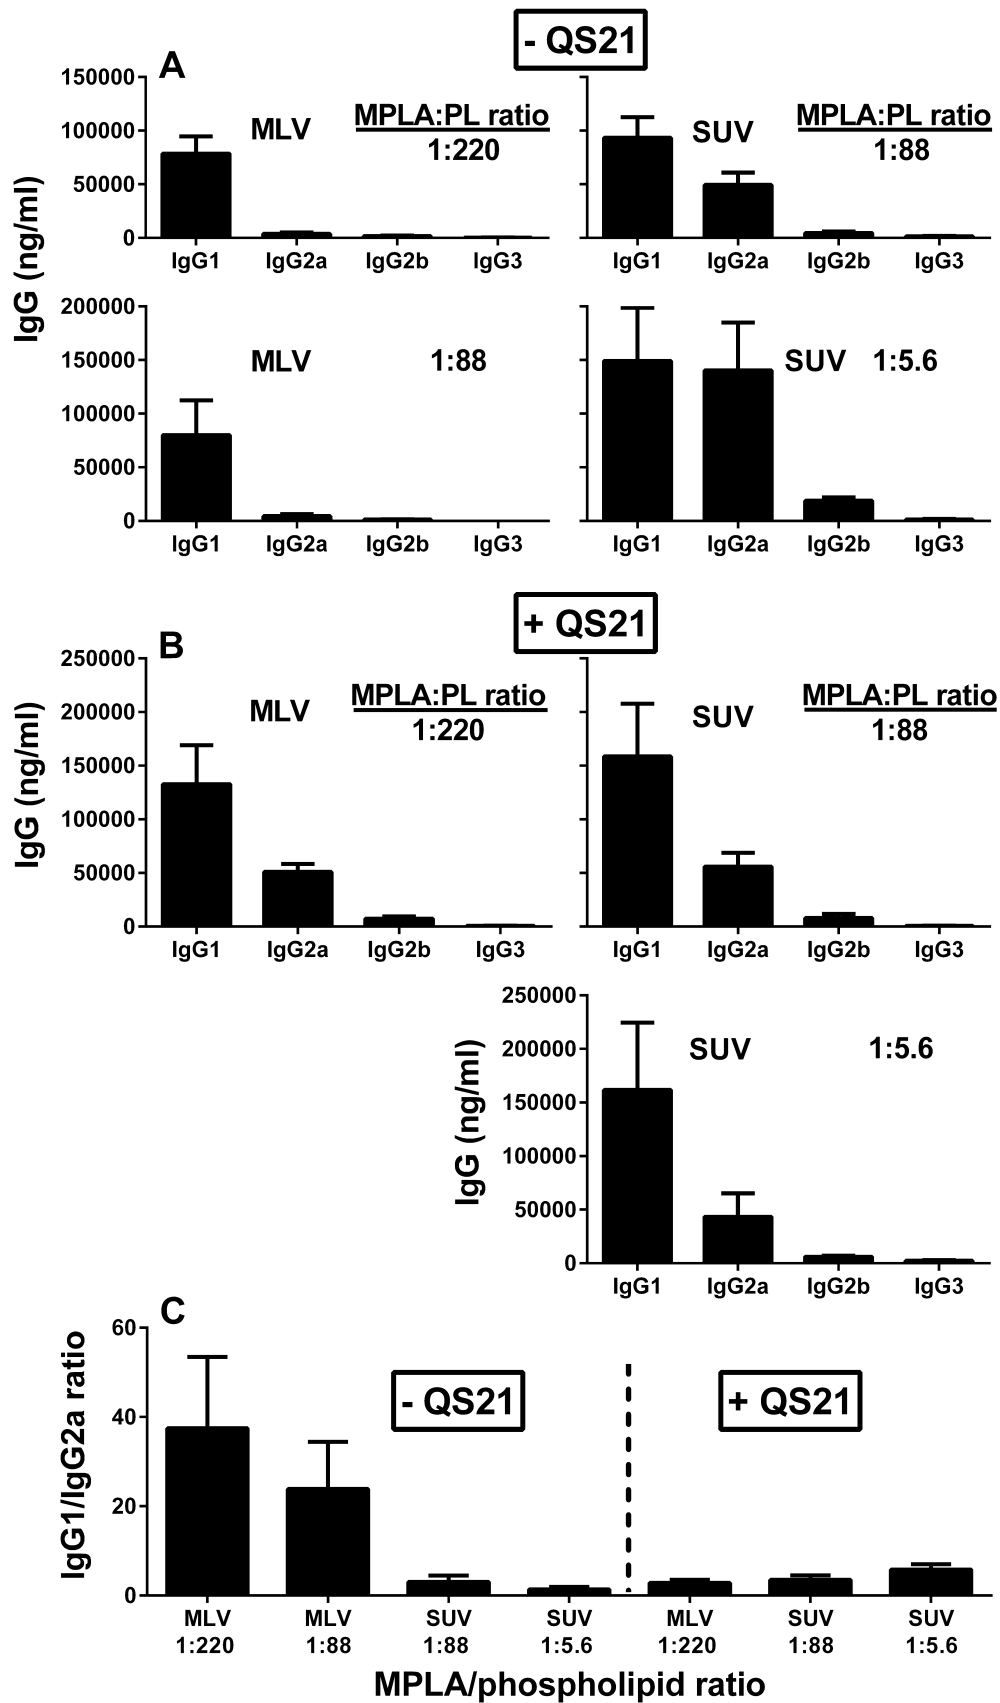 - QS21
A
150000
100000
50000
0
MLV
MPLA:PL ratio
1:220
IgG1 IgG2a IgG2b IgG3
SUV
MPLA:PL ratio
1:88
IgG1 IgG2a IgG2b IgG3
IgG (ng/ml)
200000
150000
100000
50000
0
MLV 1:88
IgG1 IgG2a IgG2b IgG3
SUV 1:5.6
IgG1 IgG2a IgG2b IgG3
+ QS21
B
250000
200000
150000
100000
50000
0
IgG (ng/ml)
MLV
MPLA:PL ratio
1:220
IgG1 IgG2a IgG2b IgG3
SUV
MPLA:PL ratio
1:88
IgG1 IgG2a IgG2b IgG3
250000
200000
150000
100000
50000
0
IgG (ng/ml)
SUV 1:5.6
IgG1 IgG2a IgG2b IgG3
C
60
40
20
0
IgG1/IgG2a ratio
- QS21
+ QS21
MLV MLV SUV SUV MLV SUV SUV
1:220 1:88 1:88 1:5.6 1:220 1:88 1:5.6
MPLA/phospholipid ratio